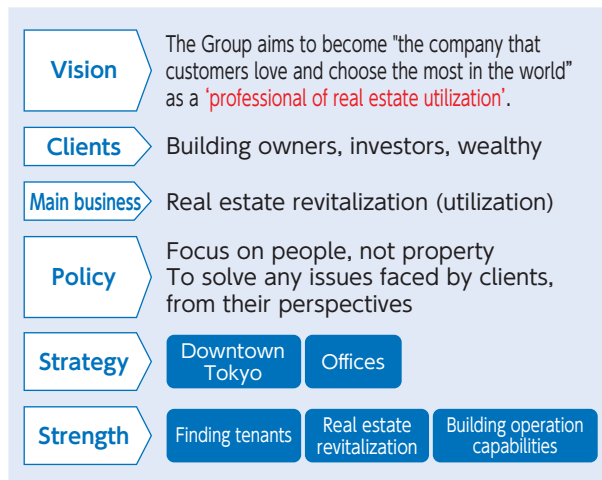 Vision
The Group aims to become "the company that
customers love and choose the most in the world”
as a ‘professional of real estate utilization’.
Clients
Building owners, investors, wealthy
Main business
Real estate revitalization (utilization)
Policy
Focus on people, not property
To solve any issues faced by clients,
from their perspectives
Strategy
Downtown
Tokyo
Offices
Strength
Finding tenants
Real estate
revitalization
Building operation
capabilities